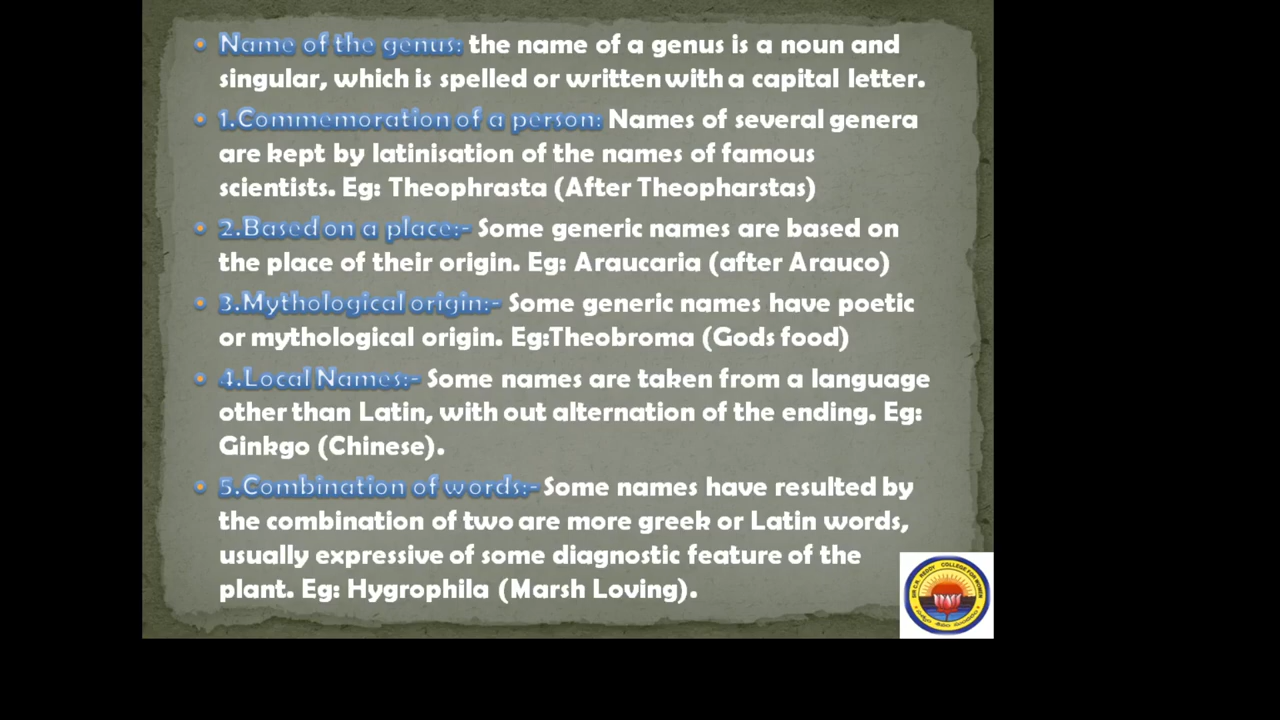 • Name of the genus: the name of a genus is a noun and
singular, which is spelled or written with a capital letter.
• 1.Commemoration of a person: Names of several genera
are kept by latinisation of the names of famous
scientists. Eg: Theophrasta (After Theopharstas)
• 2.Based on a place:- Some generic names are based on
the place of their origin. Eg: Araucaria (after Arauco)
• 3.Mythological origin:- Some generic names have poetic
or mythological origin. Eg:Theobroma (Gods food)
• 4.Local Names:- Some names are taken from a language
other than Latin, with out alternation of the ending. Eg:
Ginkgo (Chinese).
• 5.Combination of words:- Some names have resulted by
the combination of two are more greek or Latin words,
usually expressive of some diagnostic feature of the
plant. Eg: Hygrophila (Marsh Loving).
SIR C.R. REDDY COLLEGE FOR WOMEN